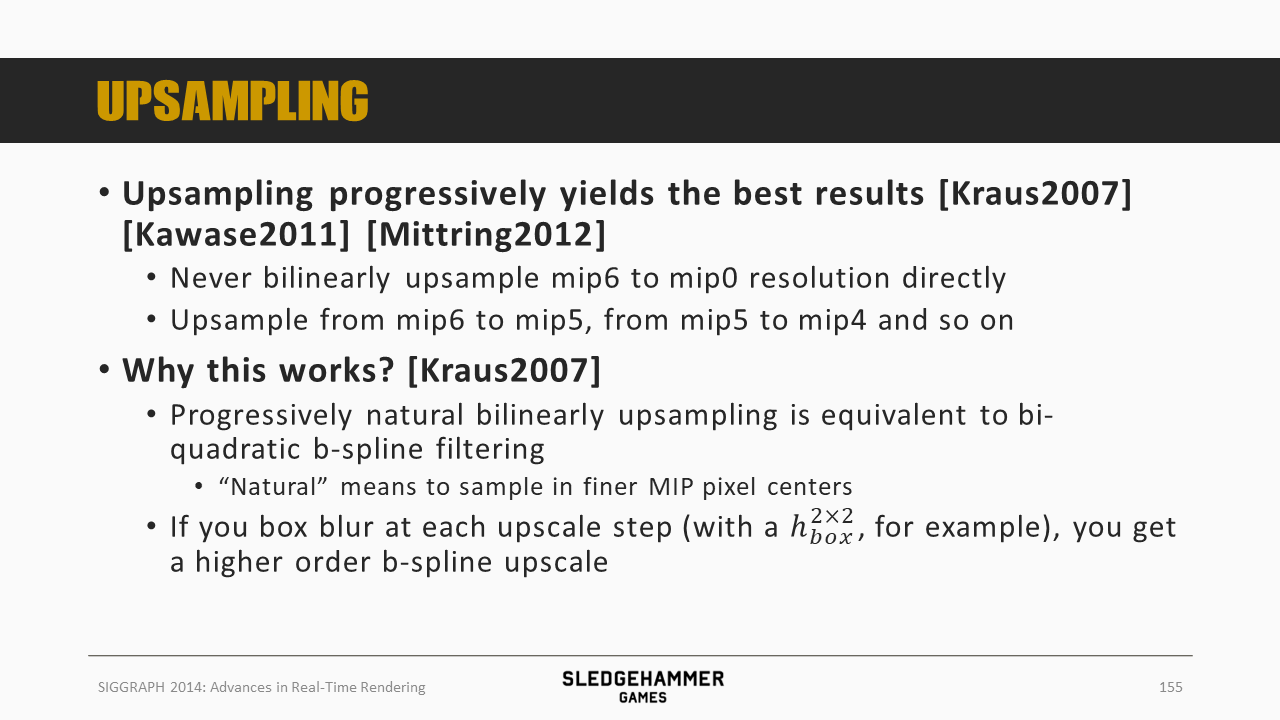 UPSAMPLING
• Upsampling progressively yields the best results [Kraus2007]
[Kawase2011] [Mittring2012]
• Never bilinearly upsample mip6 to mip0 resolution directly
• Upsample from mip6 to mip5, from mip5 to mip4 and so on
• Why this works? [Kraus2007]
• Progressively natural bilinearly upsampling is equivalent to bi-
quadratic b-spline filtering
• “Natural” means to sample in finer MIP pixel centers
• If you box blur at each upscale step (with a $h_{box}^{2\times2}$, for example), you get
a higher order b-spline upscale
SIGGRAPH 2014: Advances in Real-Time Rendering
SLEDGEHAMMER
GAMES
155